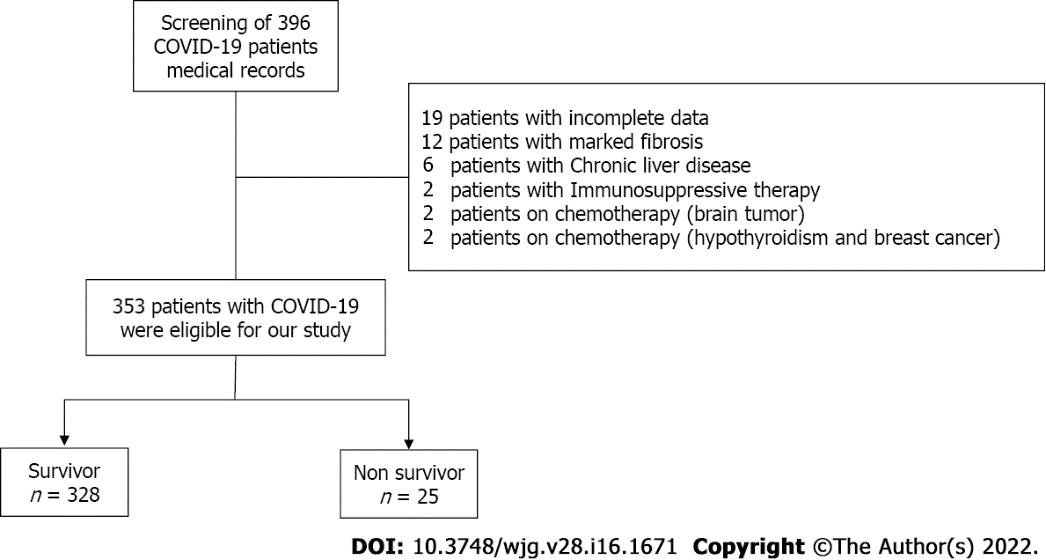 Screening of 396
COVID-19 patients
medical records
19 patients with incomplete data
12 patients with marked fibrosis
6 patients with Chronic liver disease
2 patients with Immunosuppressive therapy
2 patients on chemotherapy (brain tumor)
2 patients on chemotherapy (hypothyroidism and breast cancer)
353 patients with COVID-19
were eligible for our study
Survivor
n = 328
Non survivor
n = 25
DOI: 10.3748/wjg.v28.i16.1671 Copyright ©The Author(s) 2022.